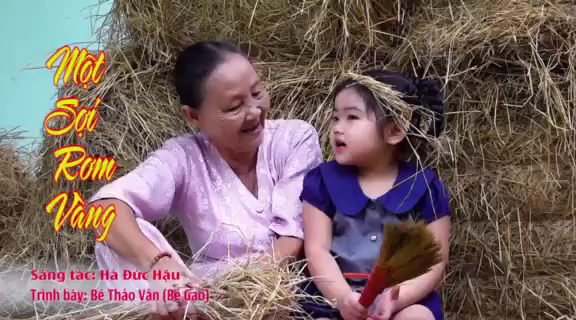 Một
Sợi
Rơm
Vàng
Sáng tác: Hà Đức Hậu
Trình bày: Bé Thảo Vân (Bé Gạo)